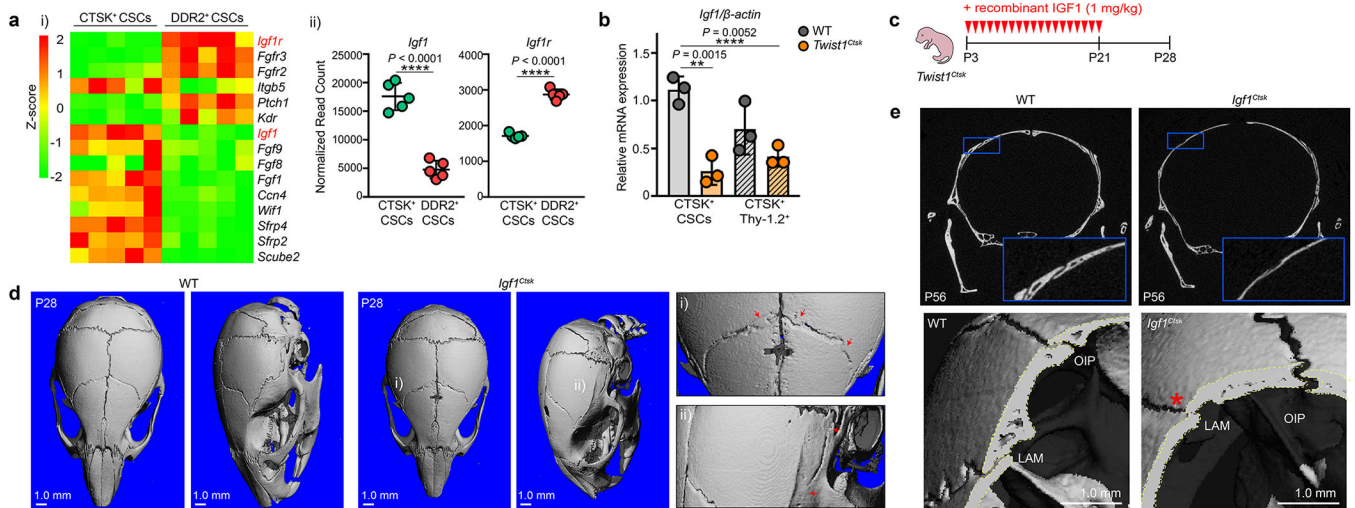 a
i)
CTSK⁺ CSCs DDR2⁺ CSCs
2
1
0
-1
-2
Z-score
Igf1r
Fgfr3
Fgfr2
Itgb5
Ptch1
Kdr
Igf1
Fgf9
Fgf8
Fgf1
Ccn4
Wif1
Sfrp4
Sfrp2
Scube2
ii)
Igf1
P < 0.0001
****
Normalized Read Count
25000
20000
15000
10000
5000
0
CTSK⁺ DDR2⁺
CSCs CSCs
Igf1r
P < 0.0001
****
4000
3000
2000
1000
0
CTSK⁺ DDR2⁺
CSCs CSCs
b
Igf1/β-actin
P = 0.0052
****
P = 0.0015
**
WT
Twist1Ctsk
Relative mRNA expression
1.5
1.0
0.5
0.0
CTSK⁺ CTSK⁺
CSCs Thy-1.2⁺
c
+ recombinant IGF1 (1 mg/kg)
P3 P21 P28
Twist1Ctsk
d
WT
P28
1.0 mm
1.0 mm
Igf1Ctsk
P28
i)
1.0 mm
ii)
1.0 mm
i)
ii)
e
WT
P56
Igf1Ctsk
P56
WT
OIP
LAM
1.0 mm
Igf1Ctsk
*
LAM
OIP
1.0 mm